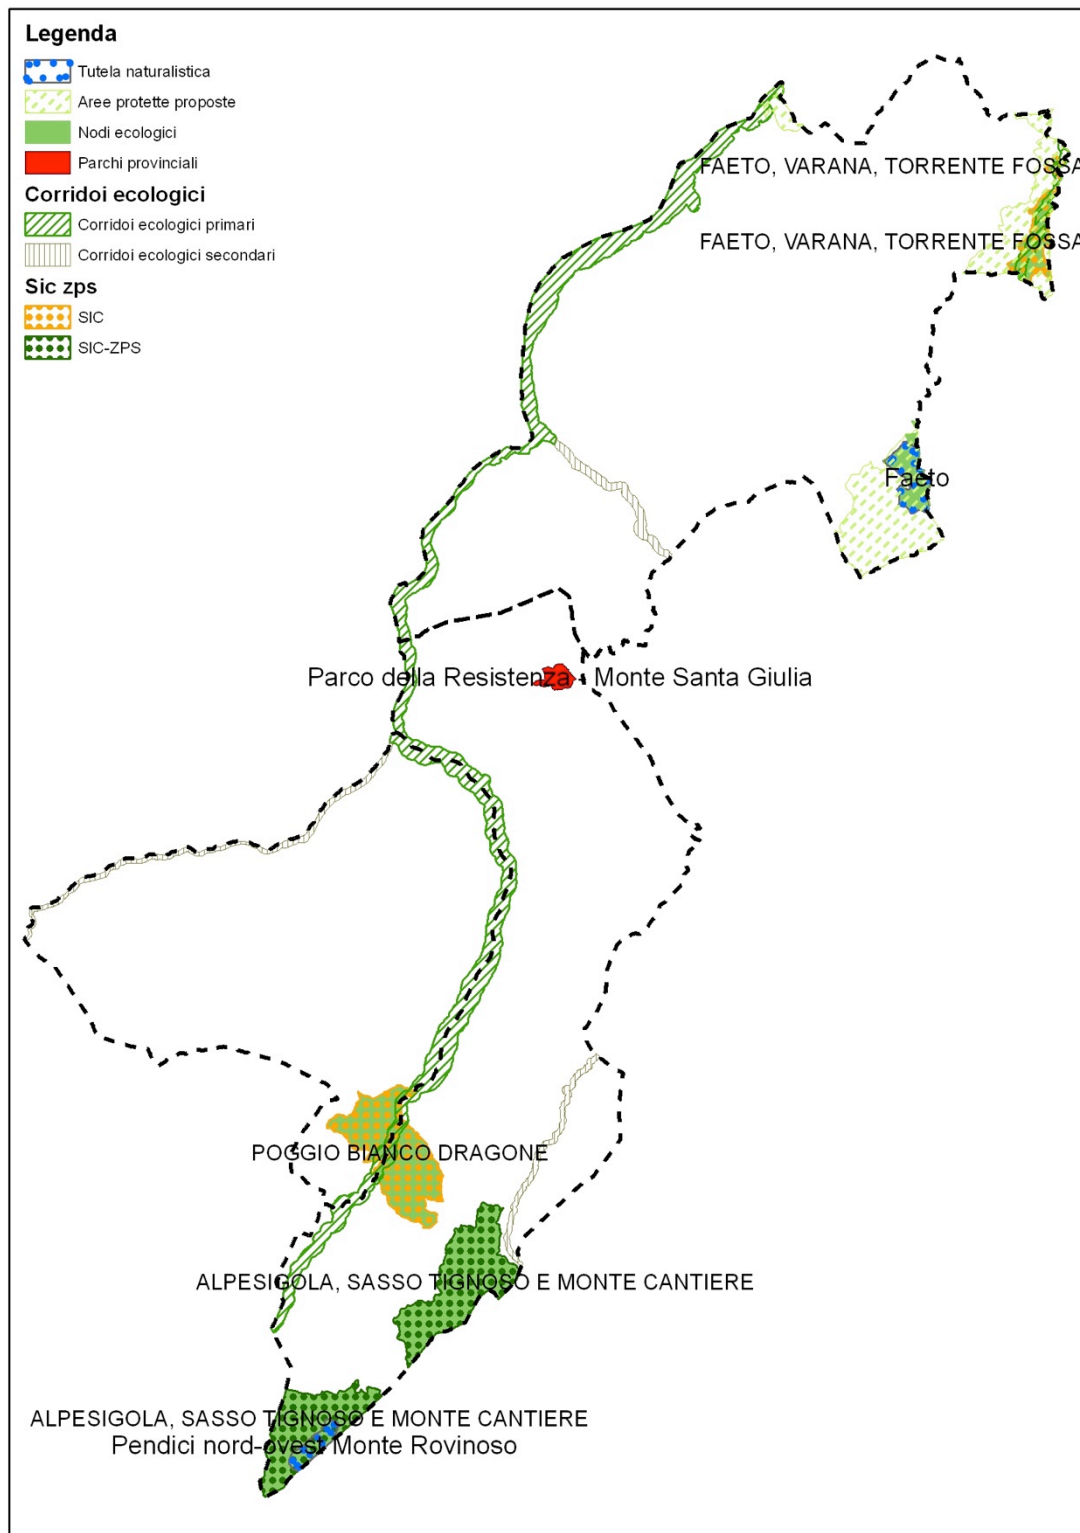 Legenda
Tutela naturalistica
Aree protette proposte
Nodi ecologici
Parchi provinciali
Corridoi ecologici
Corridoi ecologici primari
Corridoi ecologici secondari
Sic zps
SIC
SIC-ZPS
FAETO, VARANA, TORRENTE FOSSA
FAETO, VARANA, TORRENTE FOSSA
Faeto
Parco della Resistenza - Monte Santa Giulia
POGGIO BIANCO DRAGONE
ALPESIGOLA, SASSO TIGNOSO E MONTE CANTIERE
ALPESIGOLA, SASSO TIGNOSO E MONTE CANTIERE
Pendici nord-ovest Monte Rovinoso